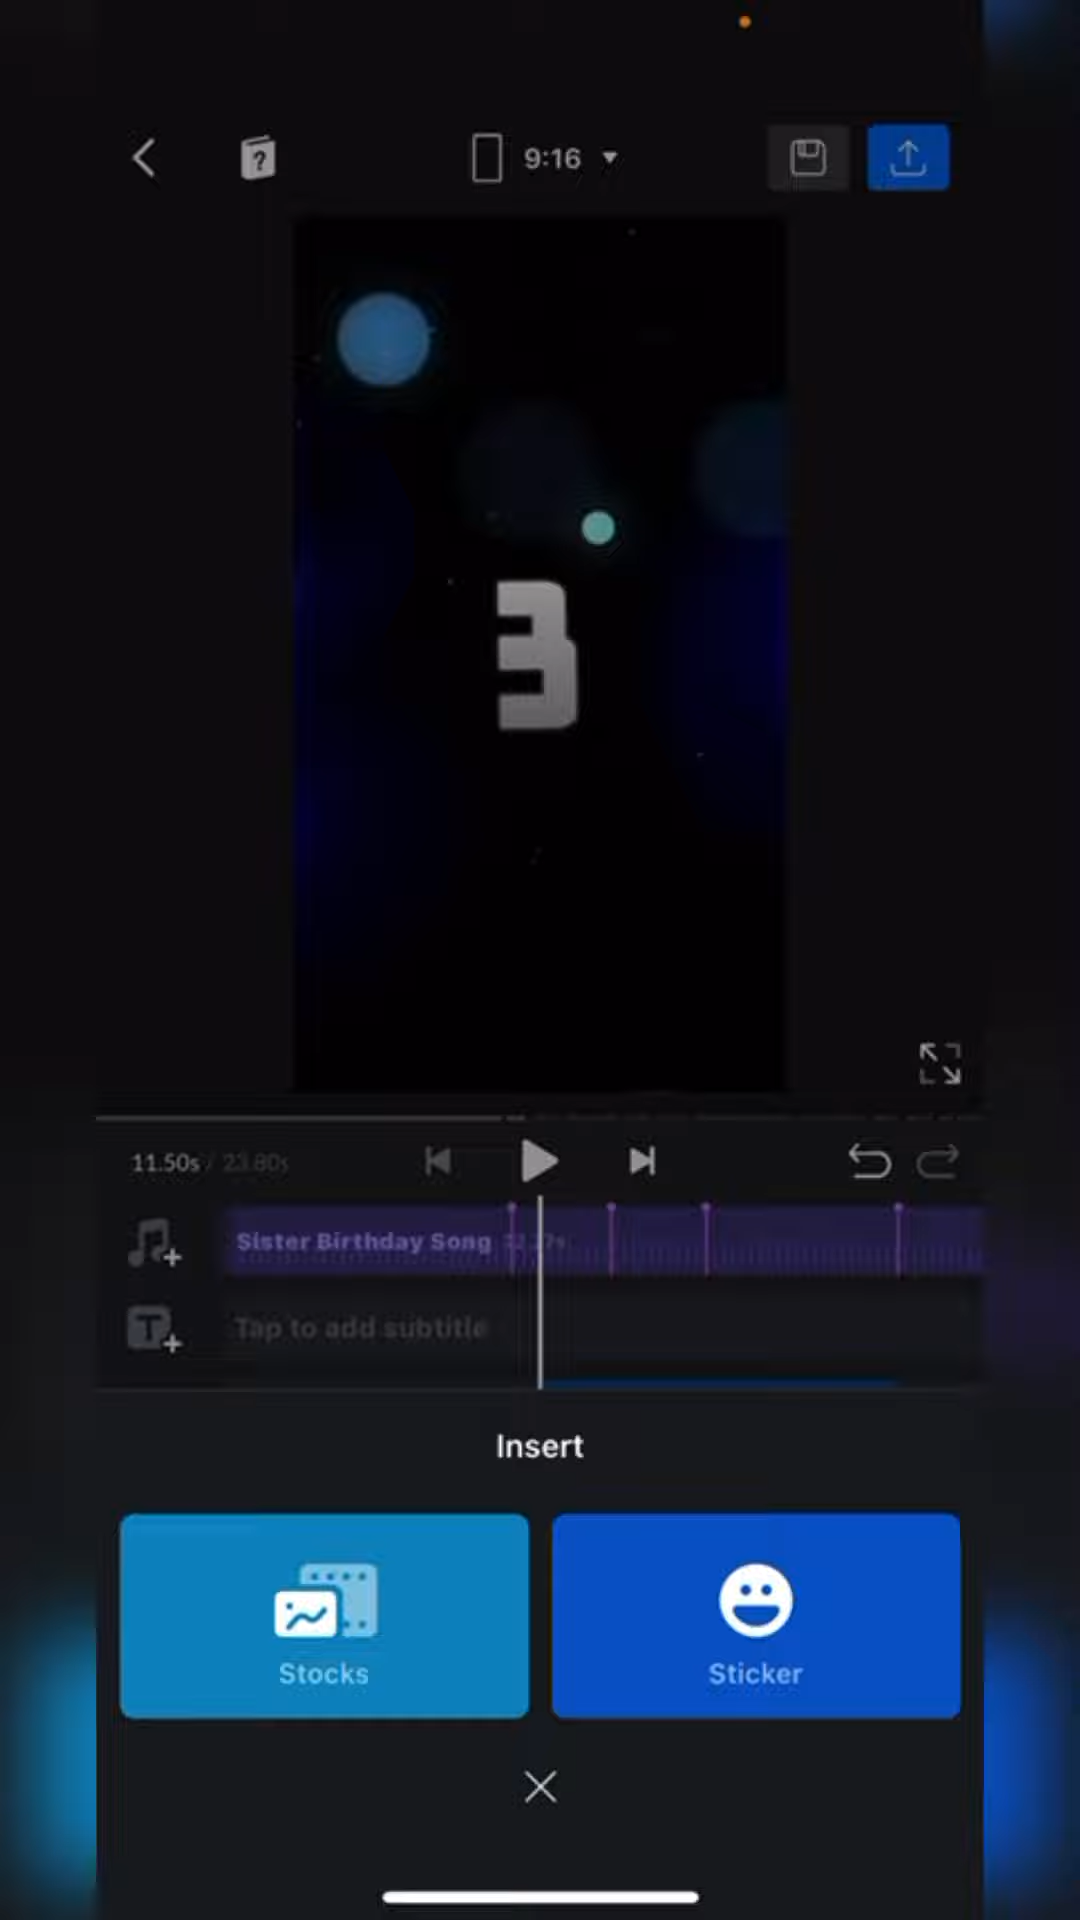 9:16
3
11.50s / 23.80s
Sister Birthday Song
Tap to add subtitle
Insert
Stocks
Sticker